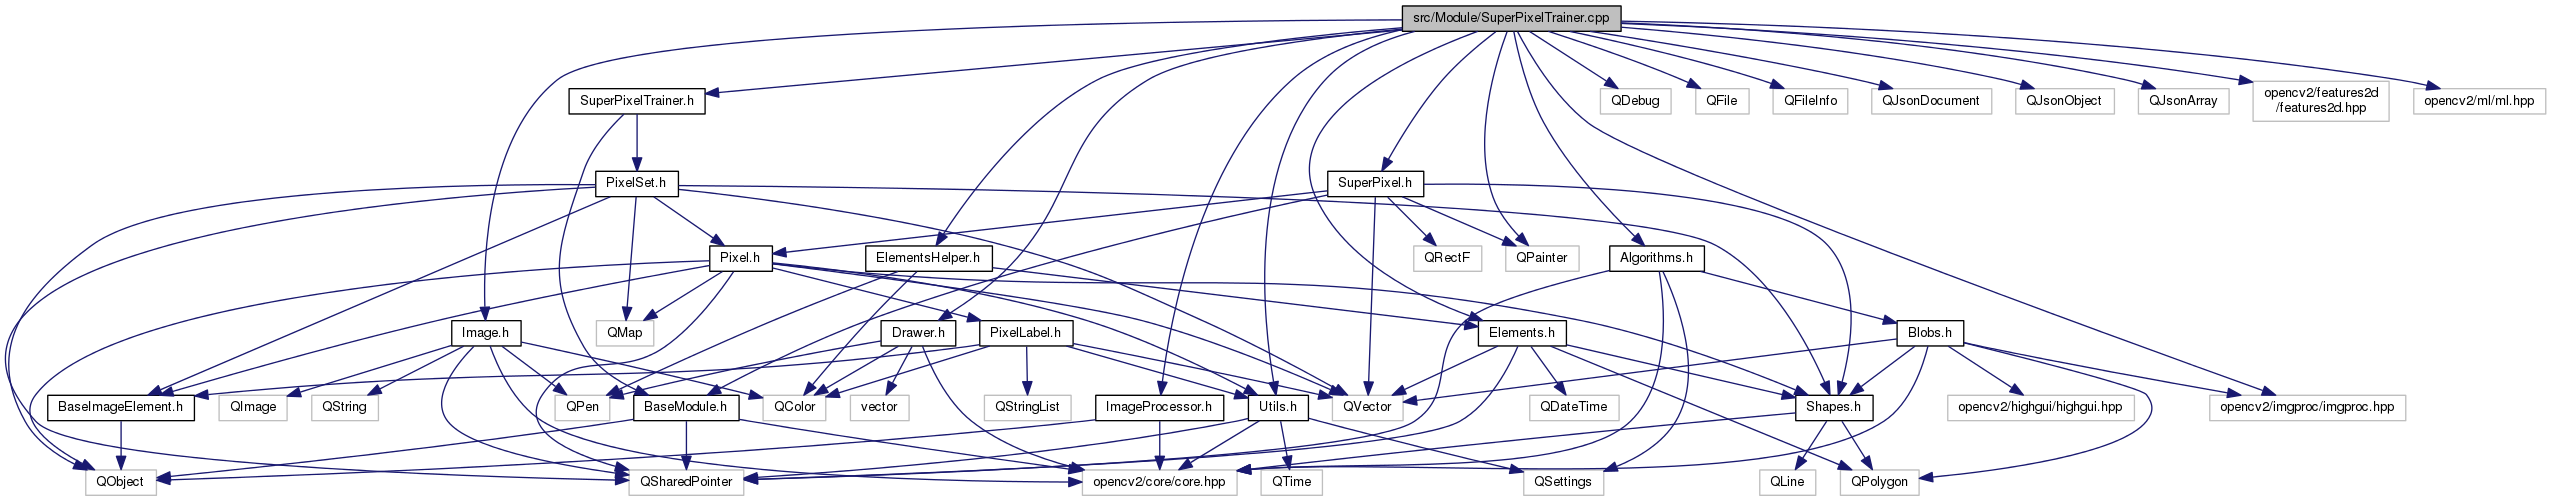 src/Module/SuperPixelTrainer.cpp
SuperPixelTrainer.h
QDebug
QFile
QFileInfo
QJsonDocument
QJsonObject
QJsonArray
opencv2/features2d
/features2d.hpp
opencv2/ml/ml.hpp
PixelSet.h
SuperPixel.h
Pixel.h
ElementsHelper.h
QRectF
QPainter
Algorithms.h
Image.h
QMap
Drawer.h
PixelLabel.h
Elements.h
Blobs.h
BaseImageElement.h
QImage
QString
QPen
BaseModule.h
QColor
vector
QStringList
ImageProcessor.h
Utils.h
QVector
QDateTime
Shapes.h
opencv2/highgui/highgui.hpp
opencv2/imgproc/imgproc.hpp
QObject
QSharedPointer
opencv2/core/core.hpp
QTime
QSettings
QLine
QPolygon